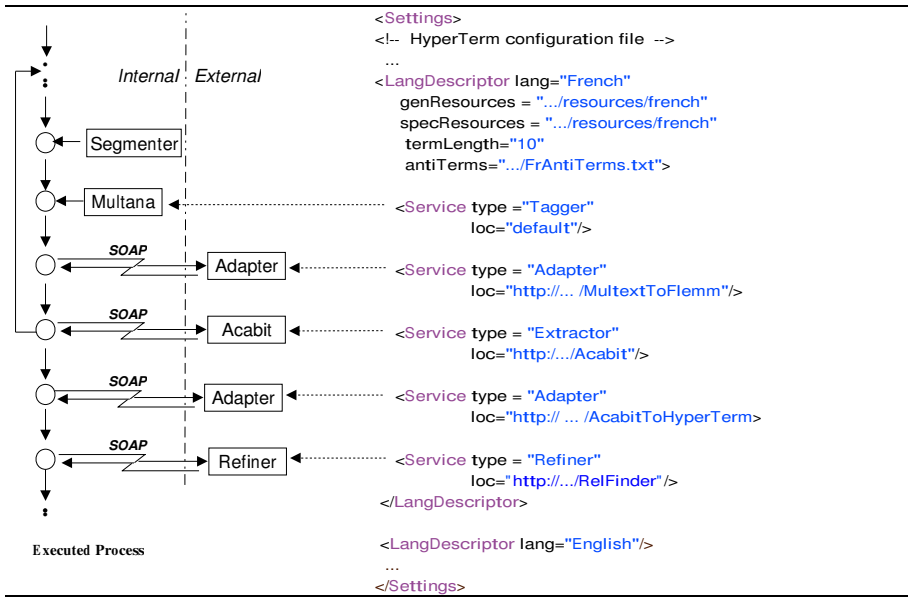 Internal External
Segmenter
Multana
SOAP
Adapter
SOAP
Acabit
SOAP
Adapter
SOAP
Refiner
Executed Process
<Settings>
<!-- HyperTerm configuration file -->
...
<LangDescriptor lang="French"
genResources = ".../resources/french"
specResources = ".../resources/french"
termLength="10"
antiTerms=".../FrAntiTerms.txt">
<Service type ="Tagger"
loc="default"/>
<Service type = "Adapter"
loc="http://... /MultextToFlemm"/>
<Service type = "Extractor"
loc="http:/.../Acabit"/>
<Service type = "Adapter"
loc="http:// ... /AcabitToHyperTerm>
<Service type = "Refiner"
loc="http://.../RelFinder"/>
</LangDescriptor>
<LangDescriptor lang="English"/>
...
</Settings>